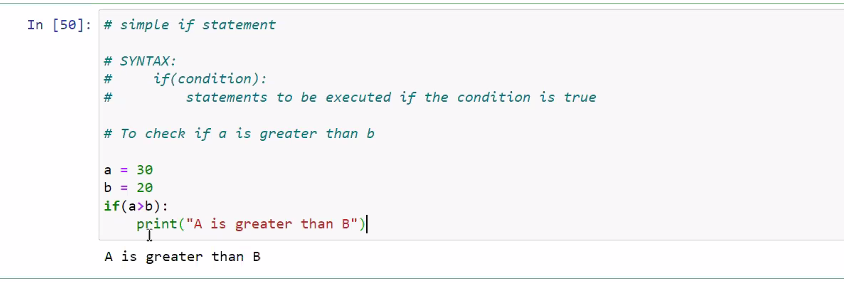 In [50]: # simple if statement
# SYNTAX:
#     if(condition):
#         statements to be executed if the condition is true
# To check if a is greater than b
a = 30
b = 20
if(a>b):
    print("A is greater than B")
A is greater than B